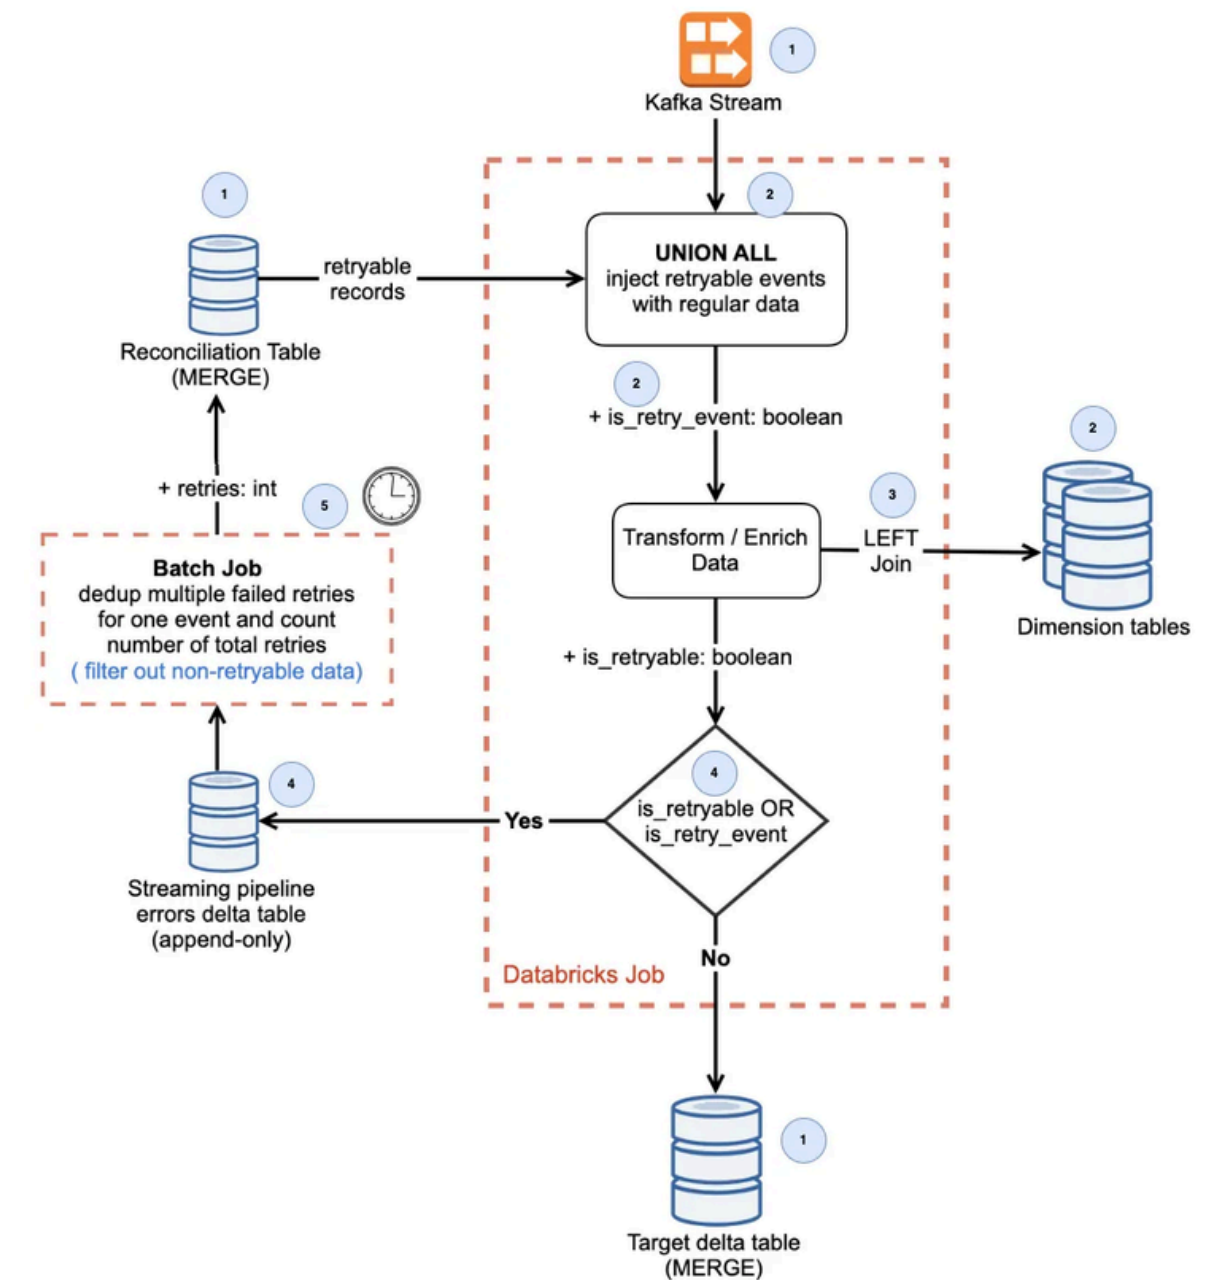 1
Kafka Stream
1
2
UNION ALL
inject retryable events
with regular data
retryable
records
Reconciliation Table
(MERGE)
2
+ is_retry_event: boolean
2
+ retries: int
5
3
LEFT
Join
Transform / Enrich
Data
Dimension tables
Batch Job
dedup multiple failed retries
for one event and count
number of total retries
( filter out non-retryable data)
+ is_retryable: boolean
4
4
is_retryable OR
is_retry_event
Yes
Streaming pipeline
errors delta table
(append-only)
No
Databricks Job
1
Target delta table
(MERGE)